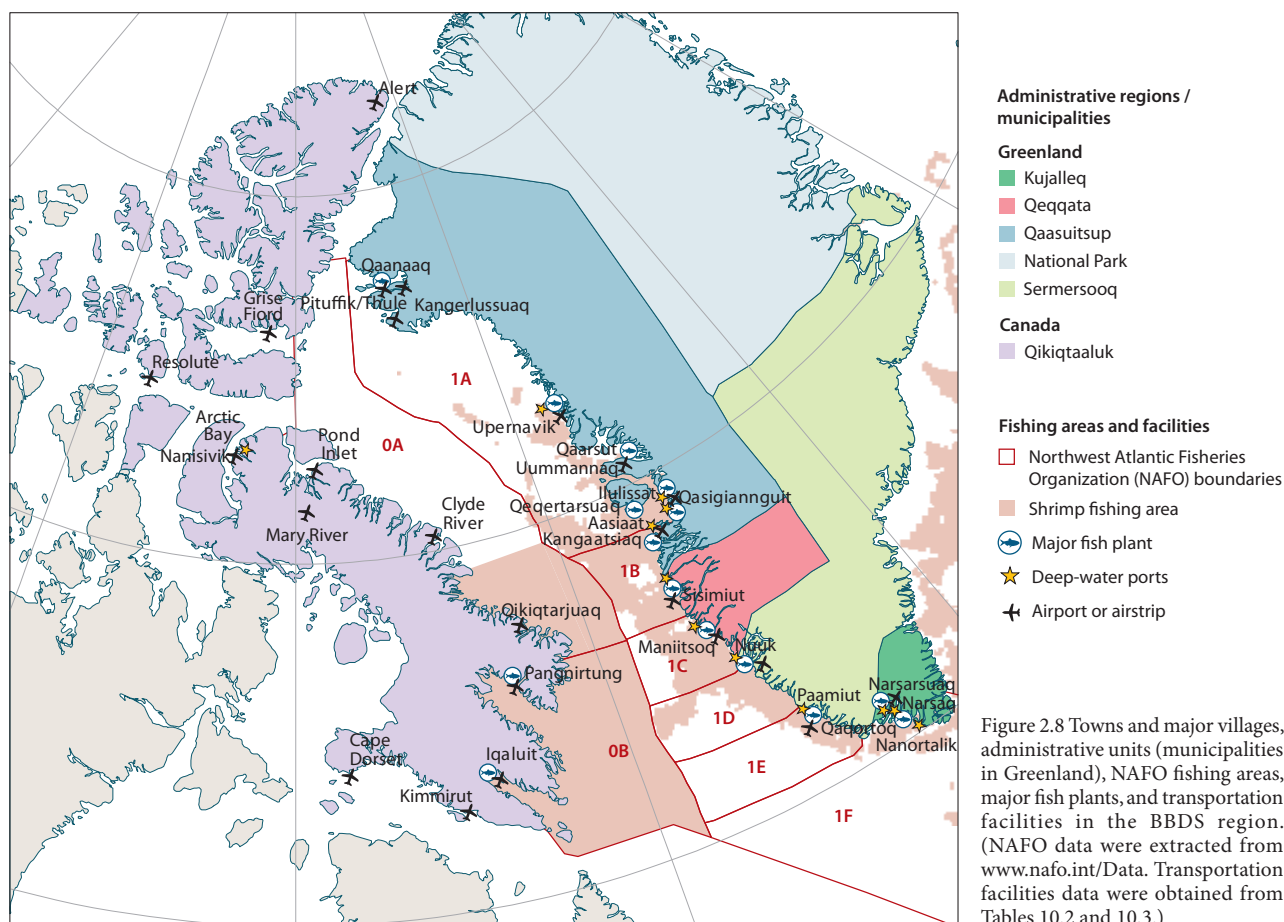 Alert
Qaanaaq
Pituffik/Thule
Kangerlussuaq
Grise
Fiord
Resolute
1A
0A
Upernavik
Arctic
Bay
Nanisivik
Pond
Inlet
Mary River
Clyde
River
Qaarsut
Uummannaq
Ilulissat
Qasigiannguit
Qeqertarsuaq
Aasiaat
Kangaatsiaq
1B
Sisimiut
Qikiqtarjuaq
Maniitsoq
Nuuk
1C
Pangnirtung
Paamiut
Narsarsuaq
Narsaq
1D
Qaqortoq
Nanortalik
Cape
Dorset
Iqaluit
0B
1E
Kimmirut
1F
Administrative regions /
municipalities
Greenland
Kujalleq
Qeqqata
Qaasuitsup
National Park
Sermersooq
Canada
Qikiqtaaluk
Fishing areas and facilities
Northwest Atlantic Fisheries
Organization (NAFO) boundaries
Shrimp fishing area
Major fish plant
Deep-water ports
Airport or airstrip
Figure 2.8 Towns and major villages,
administrative units (municipalities
in Greenland), NAFO fishing areas,
major fish plants, and transportation
facilities in the BBDS region.
(NAFO data were extracted from
www.nafo.int/Data. Transportation
facilities data were obtained from
Tables 10.2 and 10.3.)